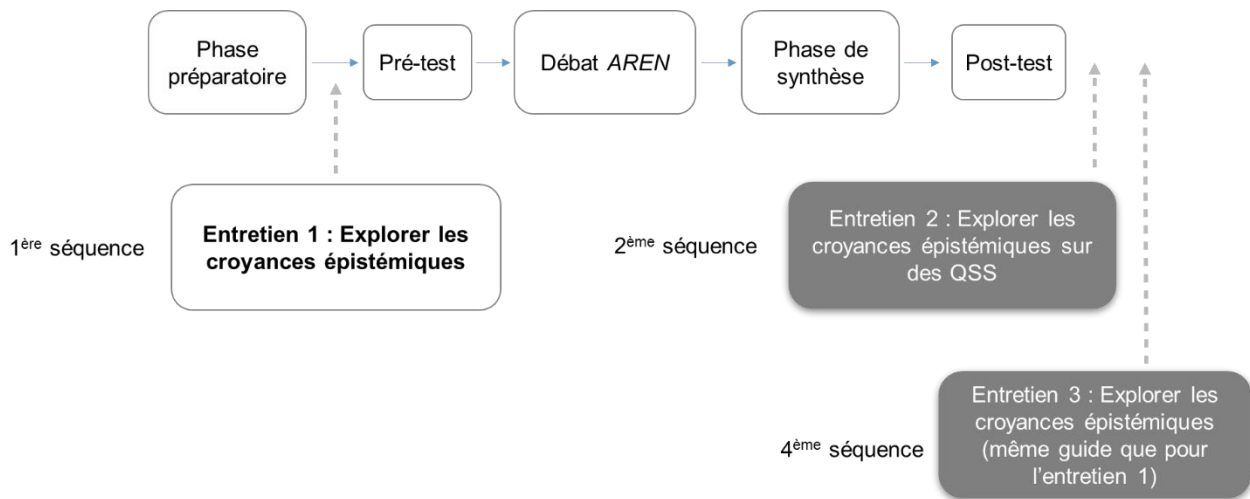 Phase
préparatoire
Pré-test
Débat AREN
Phase de
synthèse
Post-test
1ère séquence
Entretien 1 : Explorer les
croyances épistémiques
2ème séquence
Entretien 2 : Explorer les
croyances épistémiques sur
des QSS
4ème séquence
Entretien 3 : Explorer les
croyances épistémiques
(même guide que pour
l’entretien 1)